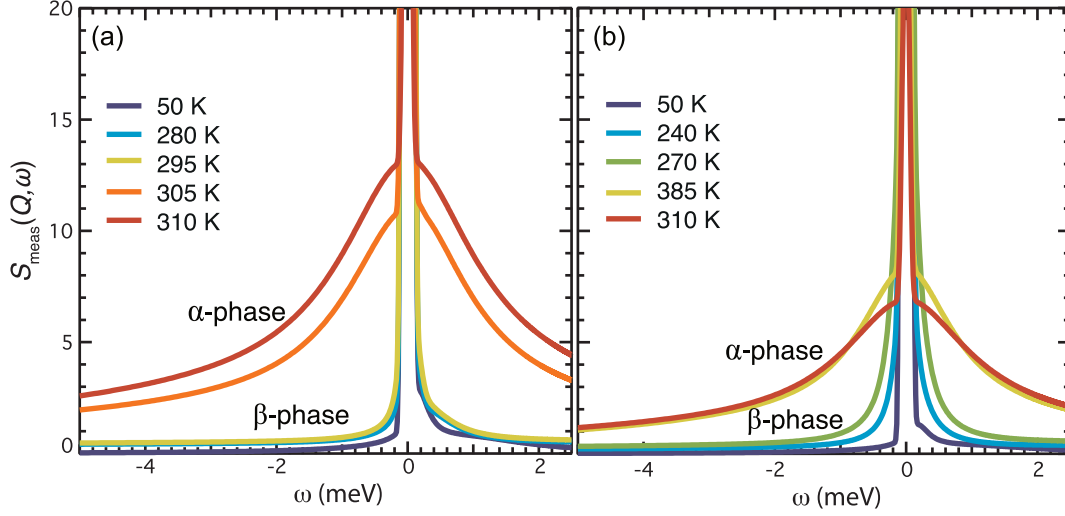 (a)
(b)
20
15
10
5
0
S meas (Q,ω)
50 K
280 K
295 K
305 K
310 K
α-phase
β-phase
50 K
240 K
270 K
385 K
310 K
α-phase
β-phase
-4 -2 0 2
-4 -2 0 2
ω (meV)
ω (meV)